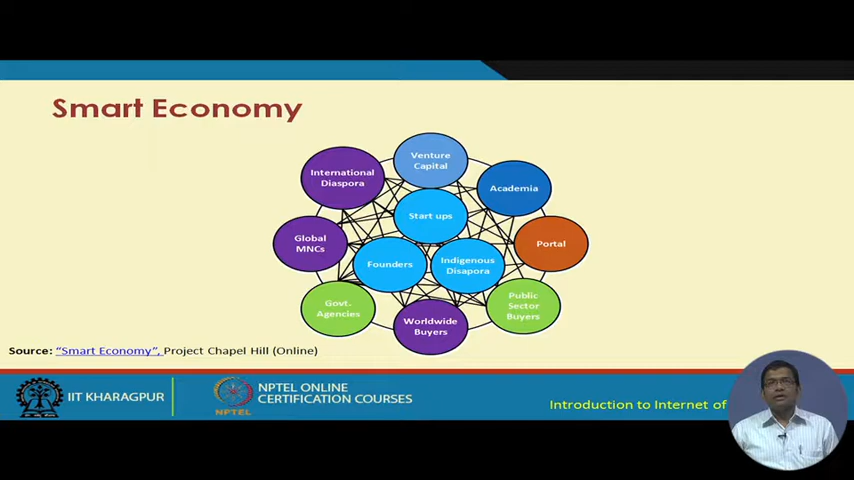 Smart Economy
Venture
Capital
International
Diaspora
Academia
Start ups
Global
MNCs
Portal
Founders
Indigenous
Disapora
Govt.
Agencies
Public
Sector
Buyers
Worldwide
Buyers
Source: "Smart Economy", Project Chapel Hill (Online)
IIT KHARAGPUR
NPTEL
NPTEL ONLINE
CERTIFICATION COURSES
Introduction to Internet of